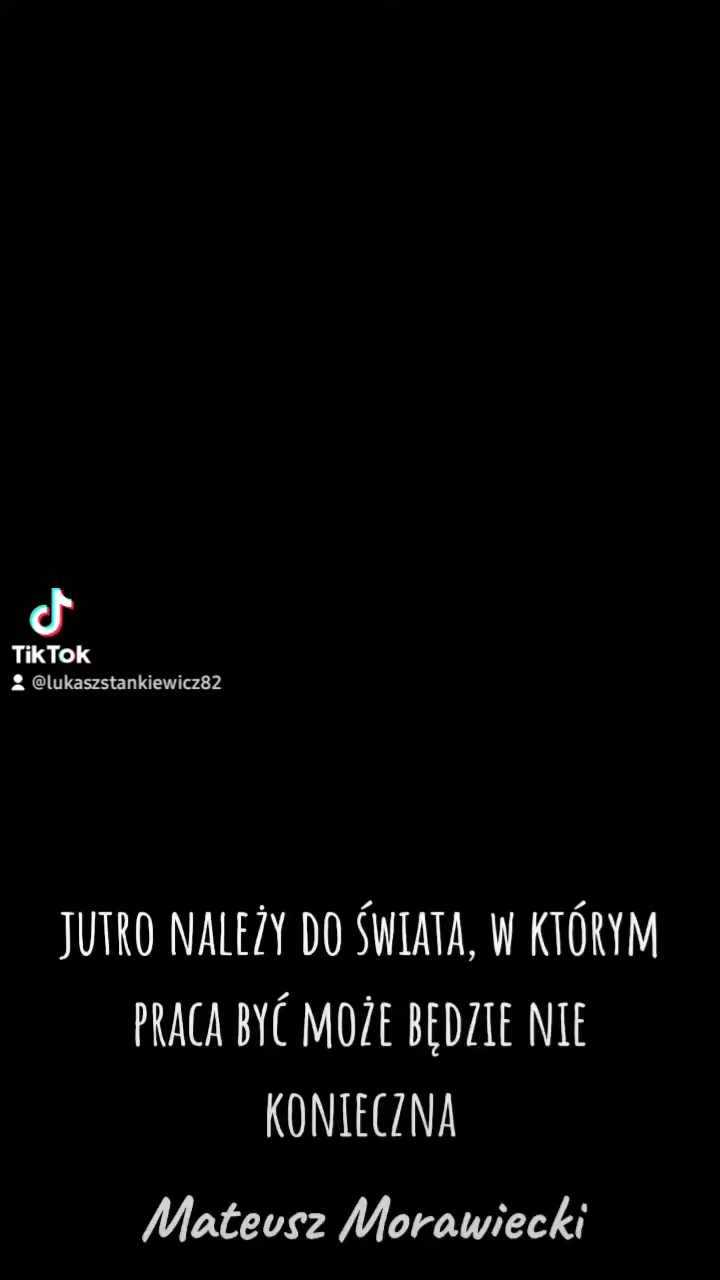 TikTok
@lukaszstankiewicz82
JUTRO NALEŻY DO ŚWIATA, W KTÓRYM
PRACA BYĆ MOŻE BĘDZIE NIE
KONIECZNA
Mateusz Morawiecki